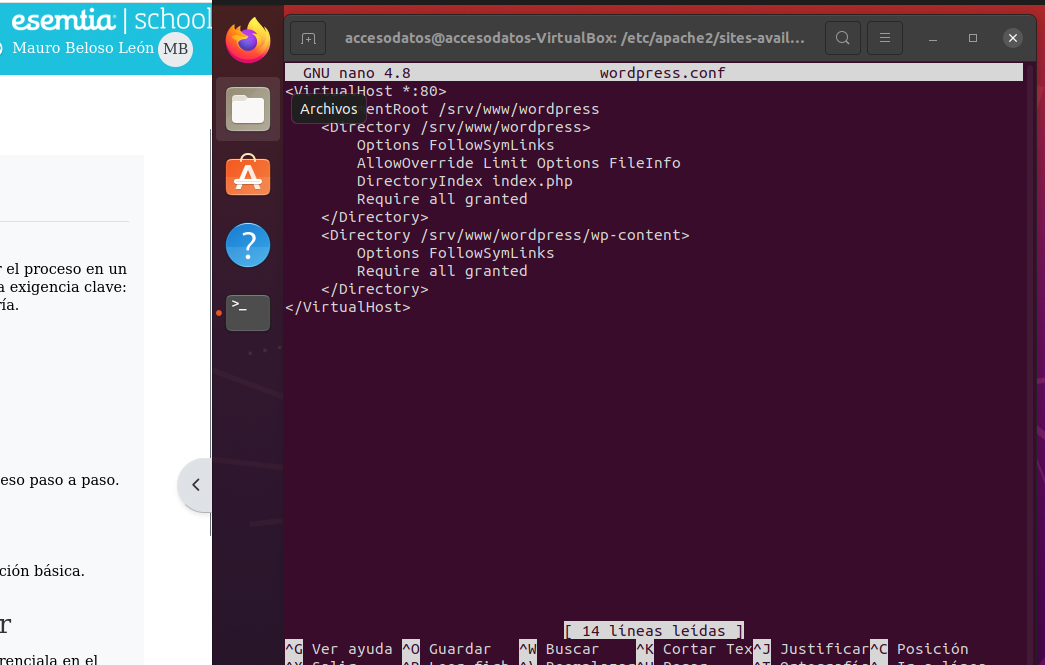 esemtia | school
Mauro Beloso León MB
el proceso en un
a exigencia clave:
ía.
eso paso a paso.
ción básica.
r
renciala en el
accesodatos@accesodatos-VirtualBox: /etc/apache2/sites-avail...
GNU nano 4.8 wordpress.conf
<VirtualHost *:80>
Archivos
entRoot /srv/www/wordpress
<Directory /srv/www/wordpress>
Options FollowSymLinks
AllowOverride Limit Options FileInfo
DirectoryIndex index.php
Require all granted
</Directory>
<Directory /srv/www/wordpress/wp-content>
Options FollowSymLinks
Require all granted
</Directory>
</VirtualHost>
[ 14 líneas leídas ]
^G Ver ayuda ^O Guardar ^W Buscar ^K Cortar Tex ^J Justificar ^C Posición